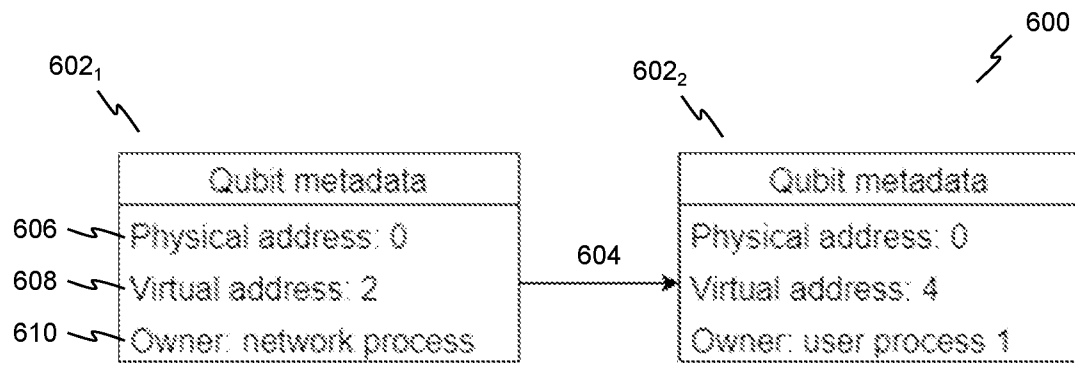 600
602₁
602₂
Qubit metadata
606 Physical address: 0
608 Virtual address: 2
610 Owner: network process
604
Qubit metadata
Physical address: 0
Virtual address: 4
Owner: user process 1